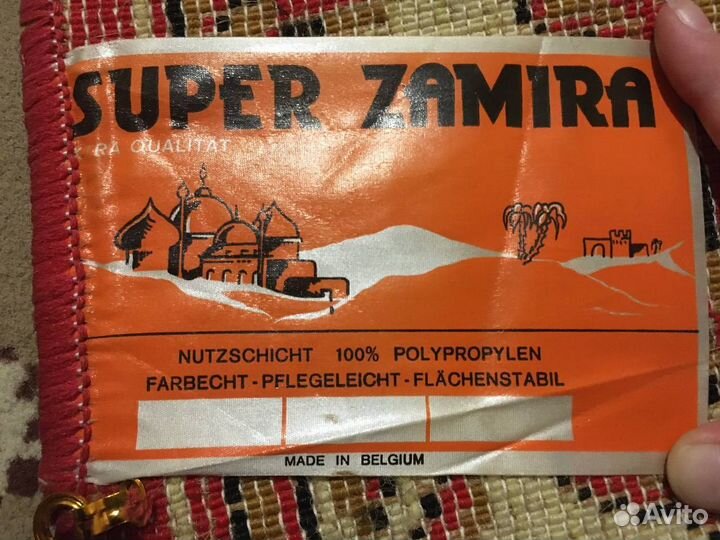 SUPER ZAMIRA
RA QUALITAT
NUTZSCHICHT 100% POLYPROPYLEN
FARBECHT - PFLEGELEICHT - FLÄCHENSTABIL
MADE IN BELGIUM
Avito